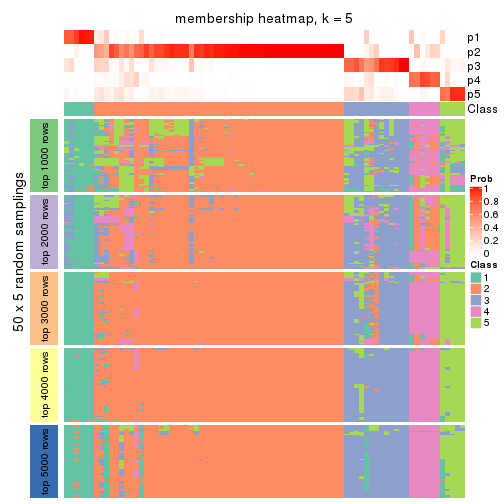 membership heatmap, k = 5
p1
p2
p3
p4
p5
Class
50 x 5 random samplings
top 1000 rows
top 2000 rows
top 3000 rows
top 4000 rows
top 5000 rows
Prob
1
0.8
0.6
0.4
0.2
0
Class
1
2
3
4
5